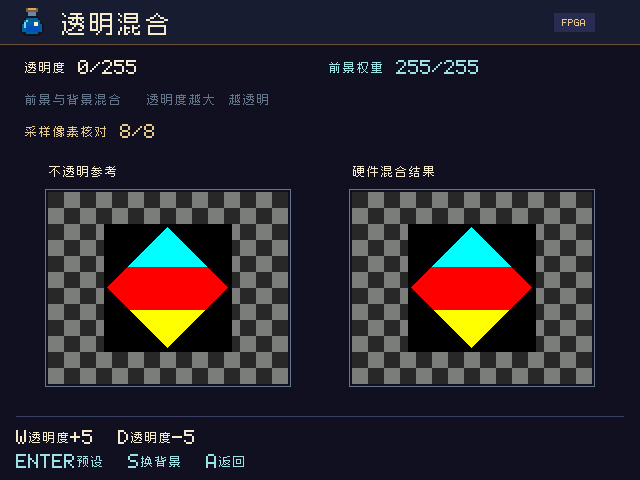 透明混合 FPGA
透明度 0/255 前景权重 255/255
前景与背景混合 透明度越大 越透明
采样像素核对 8/8
不透明参考 硬件混合结果
W透明度+5 D透明度-5
ENTER预设 S换背景 A返回